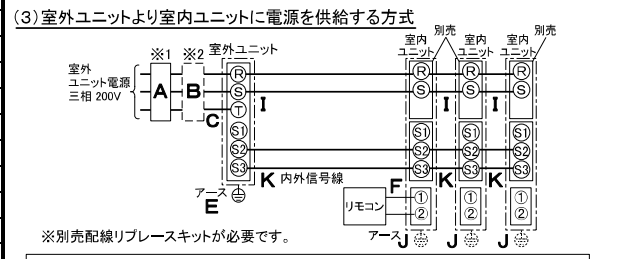 (3)室外ユニットより室内ユニットに電源を供給する方式
※1 ※2 室外ユニット 室内ユニット 別売 室内ユニット 室内ユニット 別売
室外
ユニット電源
三相 200V
A B C
R S T S1 S2 S3
I I I
R S S1 S2 S3 ① ②
R S S1 S2 S3 ① ②
R S S1 S2 S3 ① ②
K 内外信号線 K K
アース
E
F
リモコン
アース J J J
※別売配線リプレースキットが必要です。